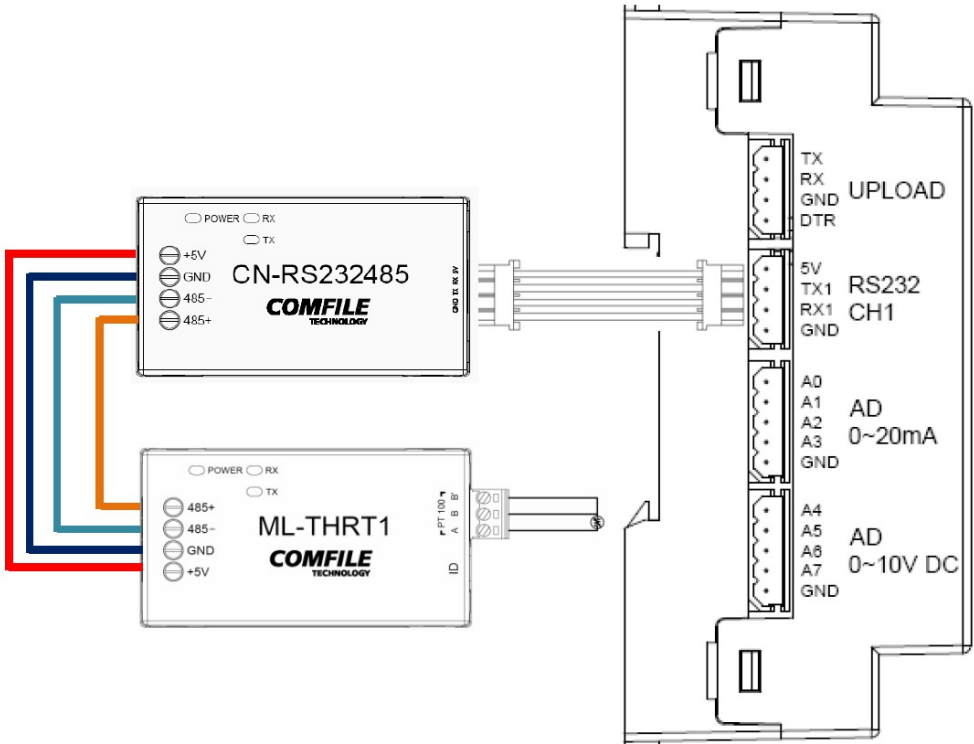 POWER RX
TX
+5V
GND
485-
485+
CN-RS232485
COMFILE
TECHNOLOGY
GND TX RX 5V
POWER RX
TX
485+
485-
GND
+5V
ML-THRT1
COMFILE
TECHNOLOGY
PT 100
A B B'
ID
TX
RX
GND
DTR
UPLOAD
5V
TX1
RX1
GND
RS232
CH1
A0
A1
A2
A3
GND
AD
0~20mA
A4
A5
A6
A7
GND
AD
0~10V DC